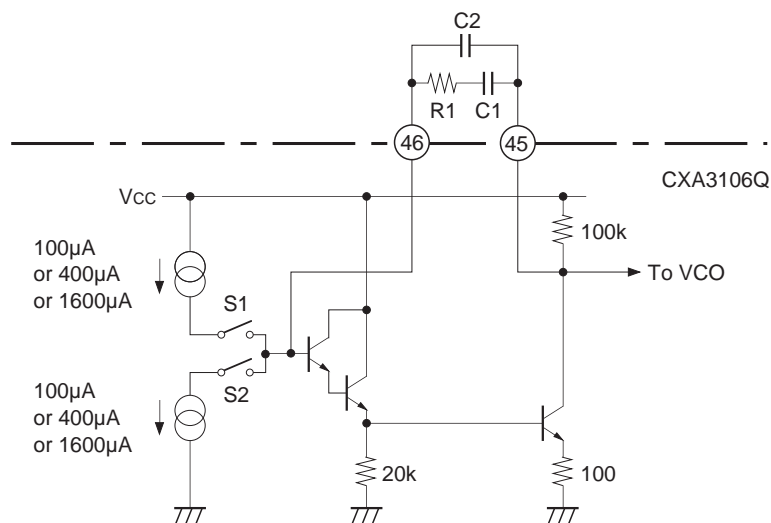 C2
R1 C1
46 45
CXA3106Q
VCC
100k
100µA
or 400µA
or 1600µA
To VCO
S1
S2
100µA
or 400µA
or 1600µA
20k
100